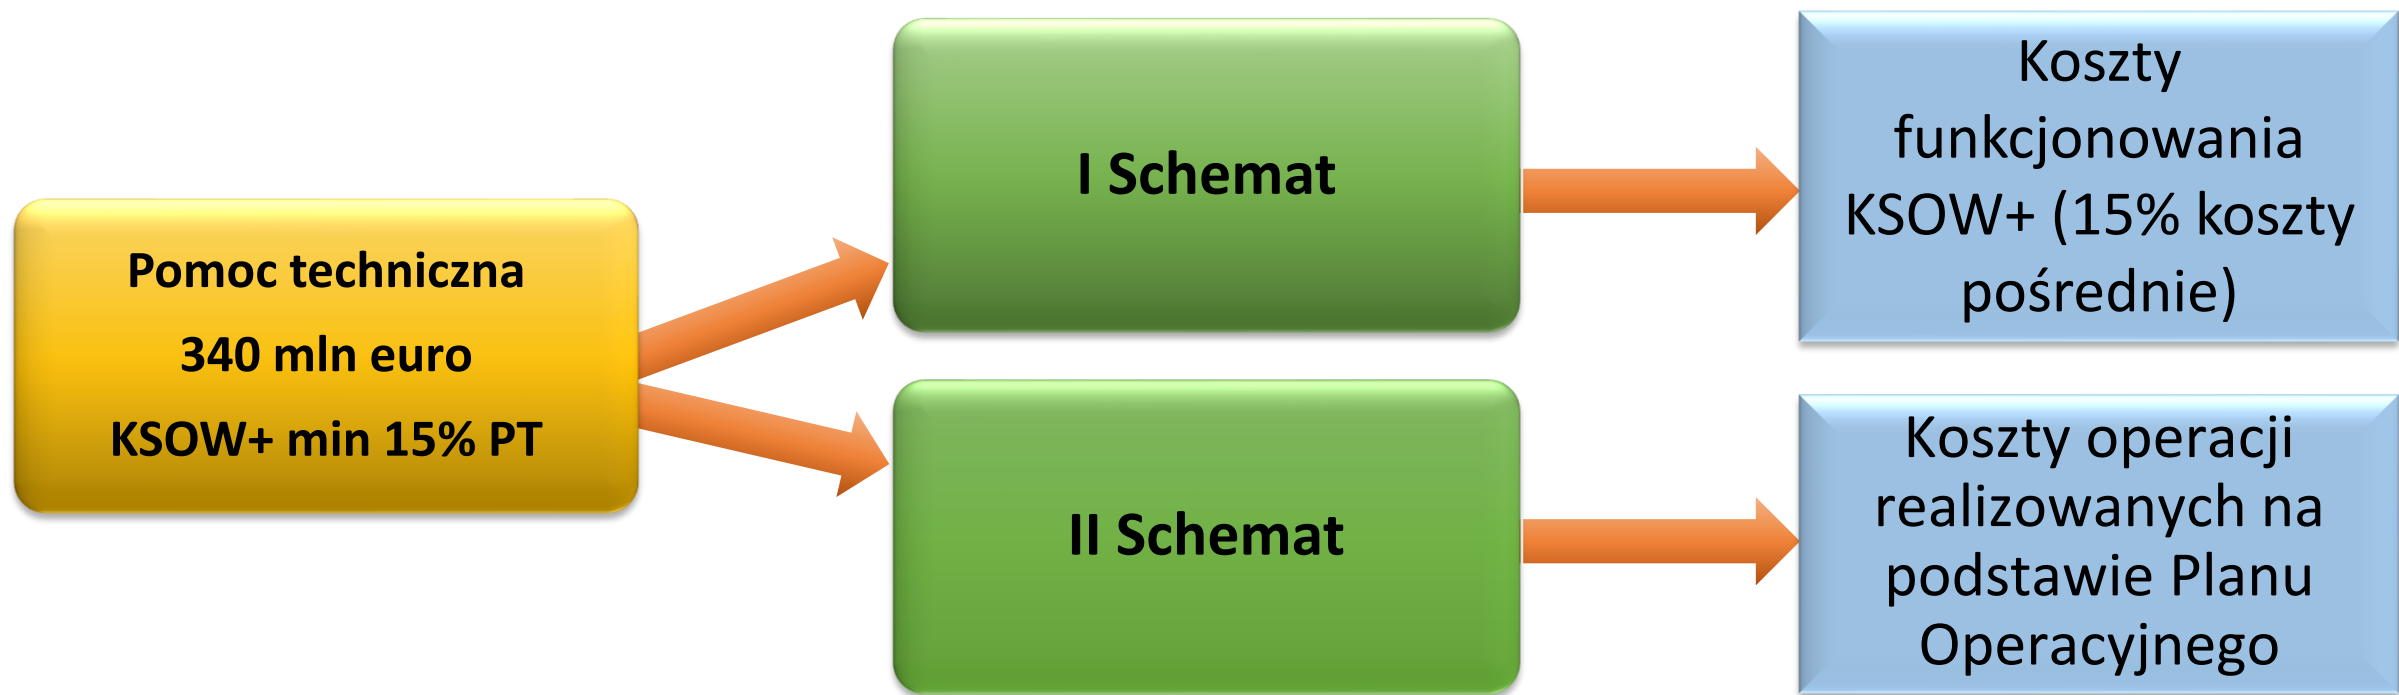 Pomoc techniczna
340 mln euro
KSOW+ min 15% PT
I Schemat
Koszty
funkcjonowania
KSOW+ (15% koszty
pośrednie)
II Schemat
Koszty operacji
realizowanych na
podstawie Planu
Operacyjnego